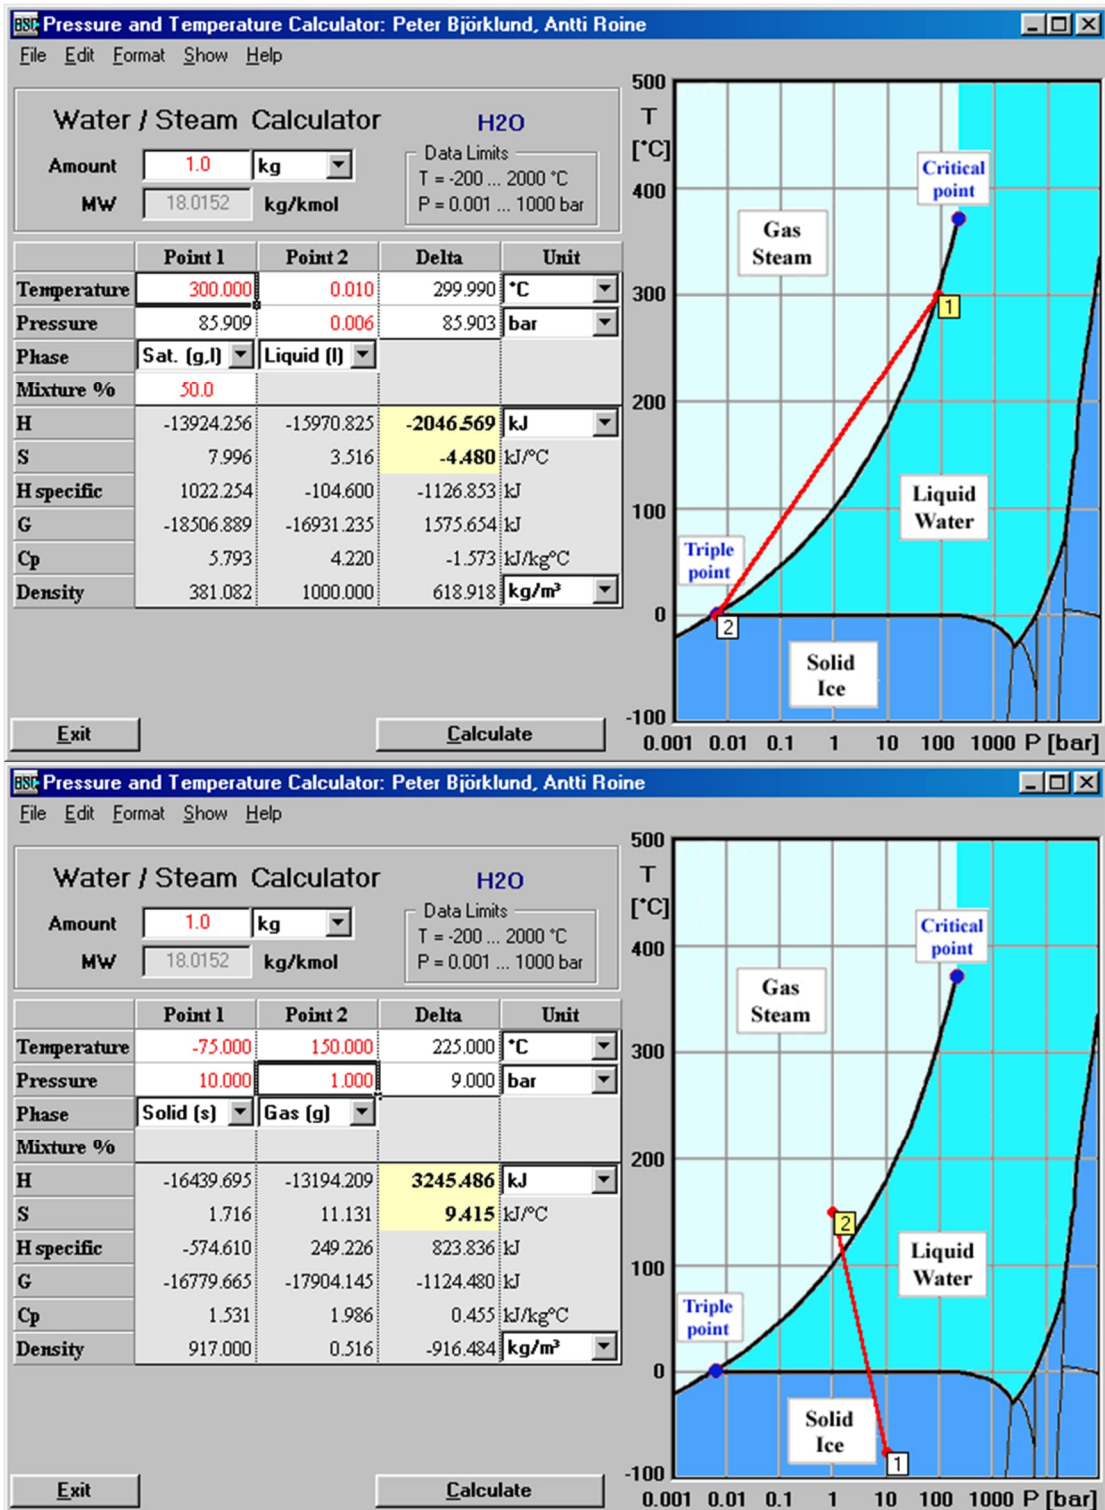 HSC Pressure and Temperature Calculator: Peter Björklund, Antti Roine
File Edit Format Show Help
Water / Steam Calculator H2O
Amount 1.0 kg
MW 18.0152 kg/kmol
Data Limits
T = -200 ... 2000 °C
P = 0.001 ... 1000 bar
Point 1 Point 2 Delta Unit
Temperature 300.000 0.010 299.990 °C
Pressure 85.909 0.006 85.903 bar
Phase Sat. (g,l) Liquid (l)
Mixture % 50.0
H -13924.256 -15970.825 -2046.569 kJ
S 7.996 3.516 -4.480 kJ/°C
H specific 1022.254 -104.600 -1126.853 kJ
G -18506.889 -16931.235 1575.654 kJ
Cp 5.793 4.220 -1.573 kJ/kg°C
Density 381.082 1000.000 618.918 kg/m³
Exit Calculate
500
T
[°C]
400
300
200
100
0
-100
Critical
point
Gas
Steam
1
Liquid
Water
Triple
point
2
Solid
Ice
0.001 0.01 0.1 1 10 100 1000 P [bar]
HSC Pressure and Temperature Calculator: Peter Björklund, Antti Roine
File Edit Format Show Help
Water / Steam Calculator H2O
Amount 1.0 kg
MW 18.0152 kg/kmol
Data Limits
T = -200 ... 2000 °C
P = 0.001 ... 1000 bar
Point 1 Point 2 Delta Unit
Temperature -75.000 150.000 225.000 °C
Pressure 10.000 1.000 9.000 bar
Phase Solid (s) Gas (g)
Mixture %
H -16439.695 -13194.209 3245.486 kJ
S 1.716 11.131 9.415 kJ/°C
H specific -574.610 249.226 823.836 kJ
G -16779.665 -17904.145 -1124.480 kJ
Cp 1.531 1.986 0.455 kJ/kg°C
Density 917.000 0.516 -916.484 kg/m³
Exit Calculate
500
T
[°C]
400
300
200
100
0
-100
Critical
point
Gas
Steam
2
Liquid
Water
Triple
point
Solid
Ice
1
0.001 0.01 0.1 1 10 100 1000 P [bar]